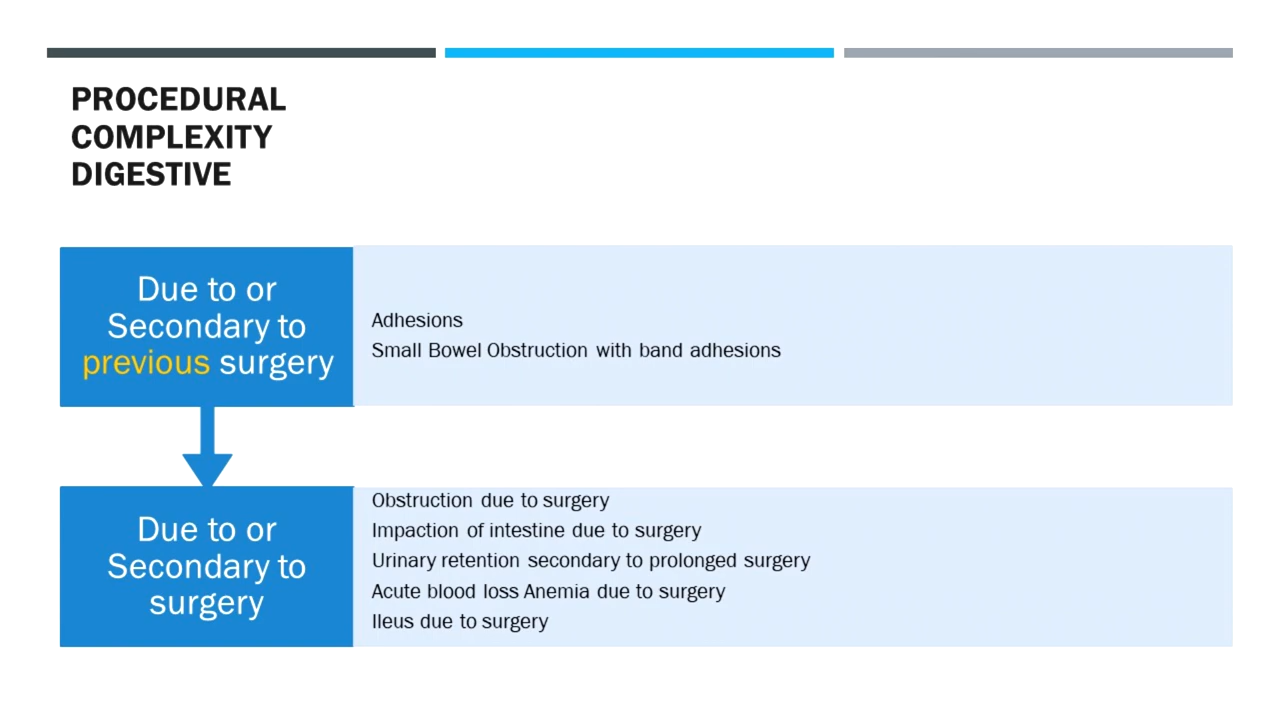 PROCEDURAL
COMPLEXITY
DIGESTIVE
Due to or
Secondary to
previous surgery
Adhesions
Small Bowel Obstruction with band adhesions
Due to or
Secondary to
surgery
Obstruction due to surgery
Impaction of intestine due to surgery
Urinary retention secondary to prolonged surgery
Acute blood loss Anemia due to surgery
Ileus due to surgery